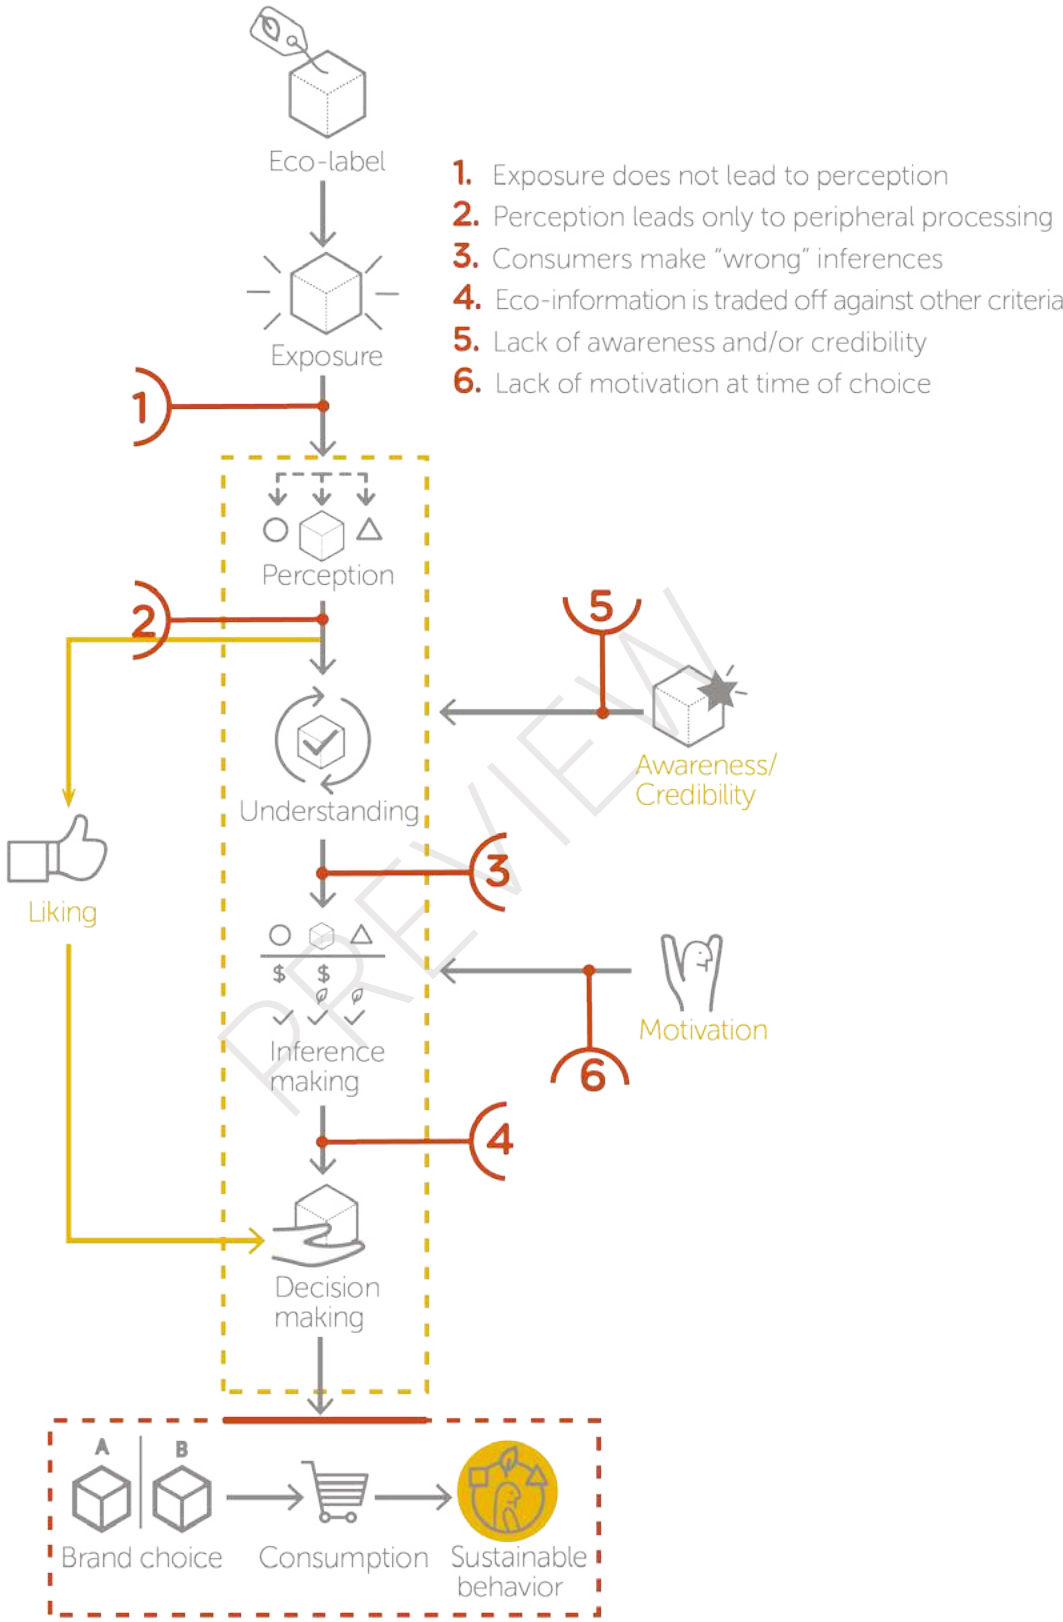 Eco-label
1. Exposure does not lead to perception
2. Perception leads only to peripheral processing
3. Consumers make “wrong” inferences
4. Eco-information is traded off against other criteria
5. Lack of awareness and/or credibility
6. Lack of motivation at time of choice
Exposure
1
Perception
2
5
Awareness/
Credibility
Understanding
3
Liking
$ $
Inference
making
Motivation
6
4
Decision
making
PREVIEW
A B
Brand choice
Consumption
Sustainable
behavior